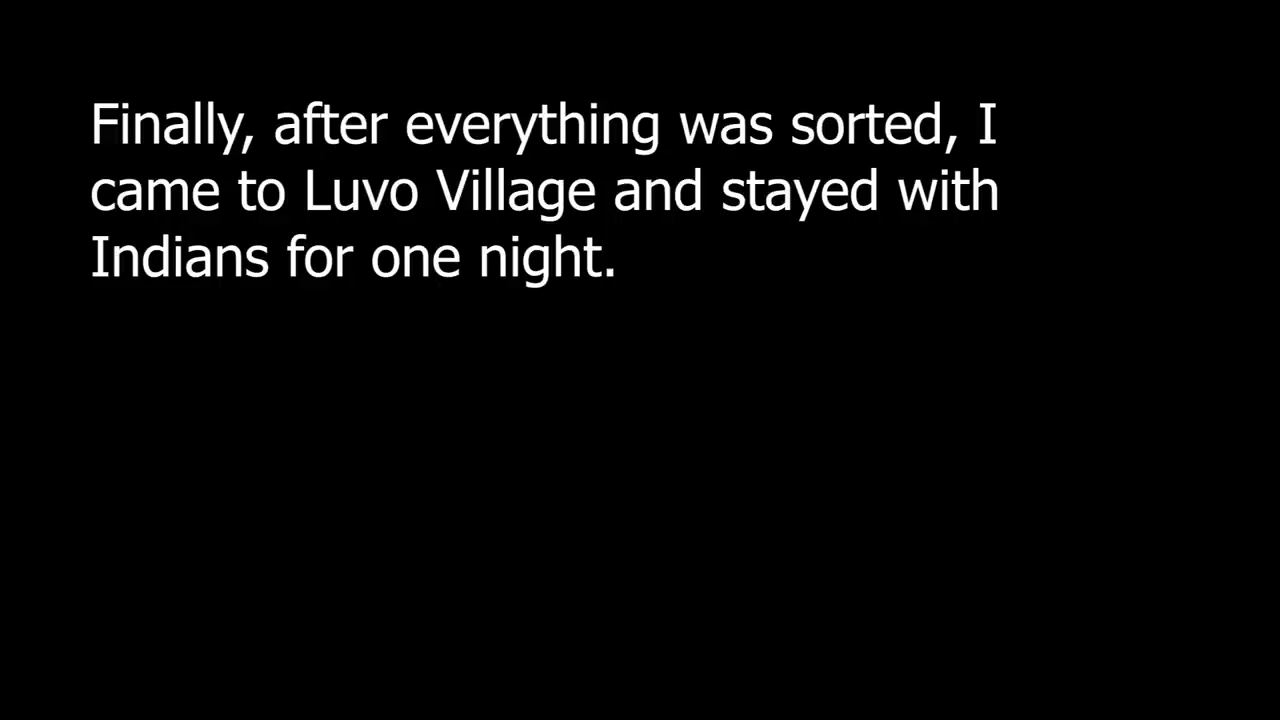 Finally, after everything was sorted, I
came to Luvo Village and stayed with
Indians for one night.